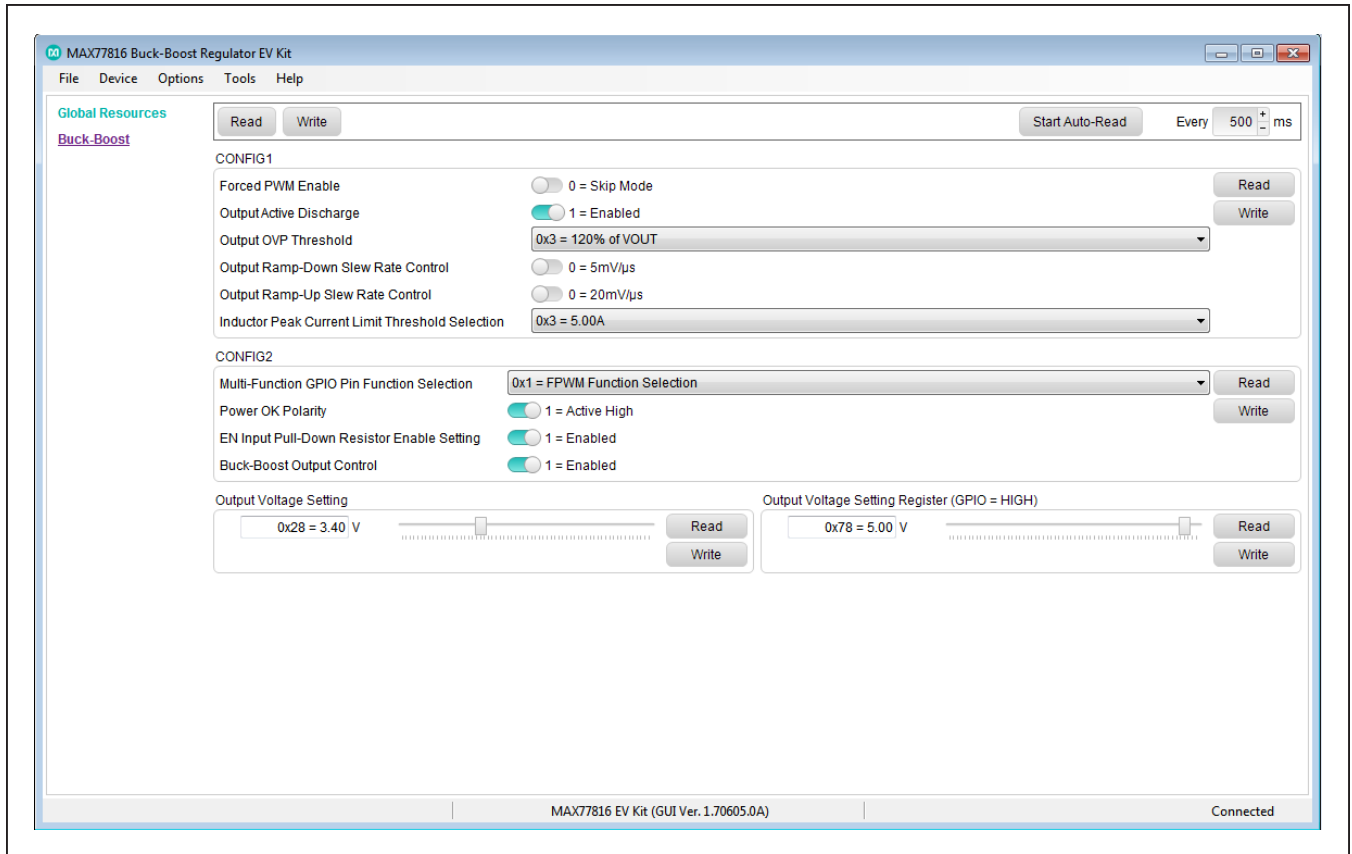 MAX77816 Buck-Boost Regulator EV Kit
File Device Options Tools Help
Global Resources
Buck-Boost
Read Write Start Auto-Read Every 500 + - ms
CONFIG1
Forced PWM Enable 0 = Skip Mode Read
Output Active Discharge 1 = Enabled Write
Output OVP Threshold 0x3 = 120% of VOUT
Output Ramp-Down Slew Rate Control 0 = 5mV/µs
Output Ramp-Up Slew Rate Control 0 = 20mV/µs
Inductor Peak Current Limit Threshold Selection 0x3 = 5.00A
CONFIG2
Multi-Function GPIO Pin Function Selection 0x1 = FPWM Function Selection Read
Power OK Polarity 1 = Active High Write
EN Input Pull-Down Resistor Enable Setting 1 = Enabled
Buck-Boost Output Control 1 = Enabled
Output Voltage Setting
0x28 = 3.40 V Read
Write
Output Voltage Setting Register (GPIO = HIGH)
0x78 = 5.00 V Read
Write
MAX77816 EV Kit (GUI Ver. 1.70605.0A) Connected